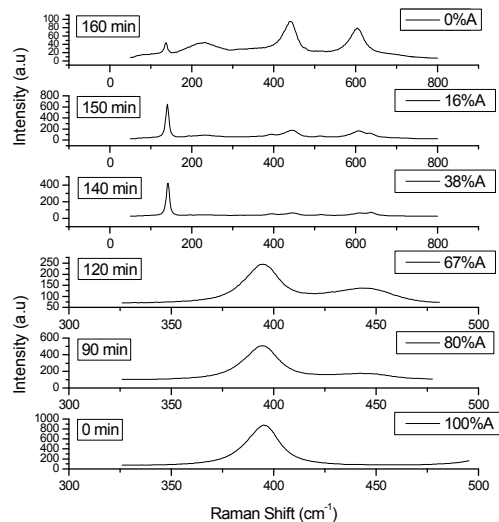 160 min
0%A
100
80
60
40
20
0
0 200 400 600 800
150 min
16%A
800
600
400
200
0
0 200 400 600 800
140 min
38%A
400
200
0
0 200 400 600 800
120 min
67%A
250
200
150
100
50
300 350 400 450 500
90 min
80%A
600
400
200
0
300 350 400 450 500
0 min
100%A
1000
800
600
400
200
0
300 350 400 450 500
Intensity (a.u)
Intensity (a.u)
Raman Shift (cm-1)